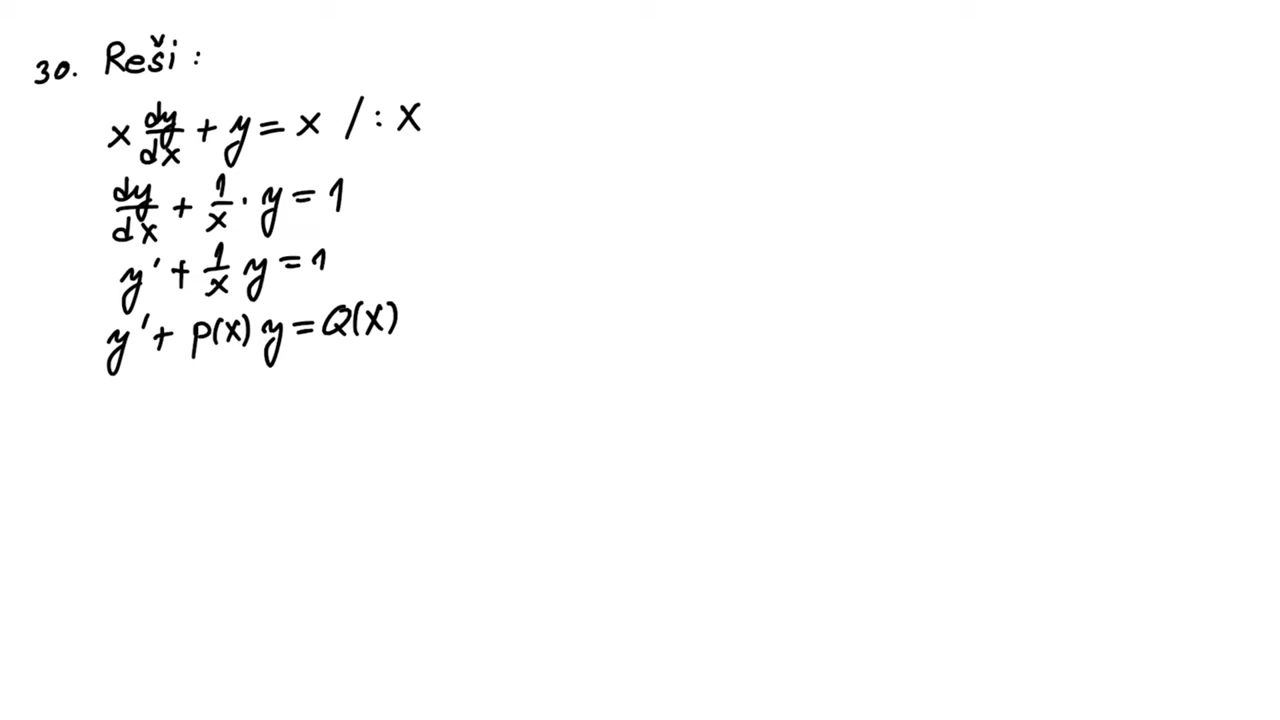 30. Reši:
x dy/dx + y = x /: x
dy/dx + 1/x · y = 1
y' + 1/x y = 1
y' + p(x) y = Q(x)